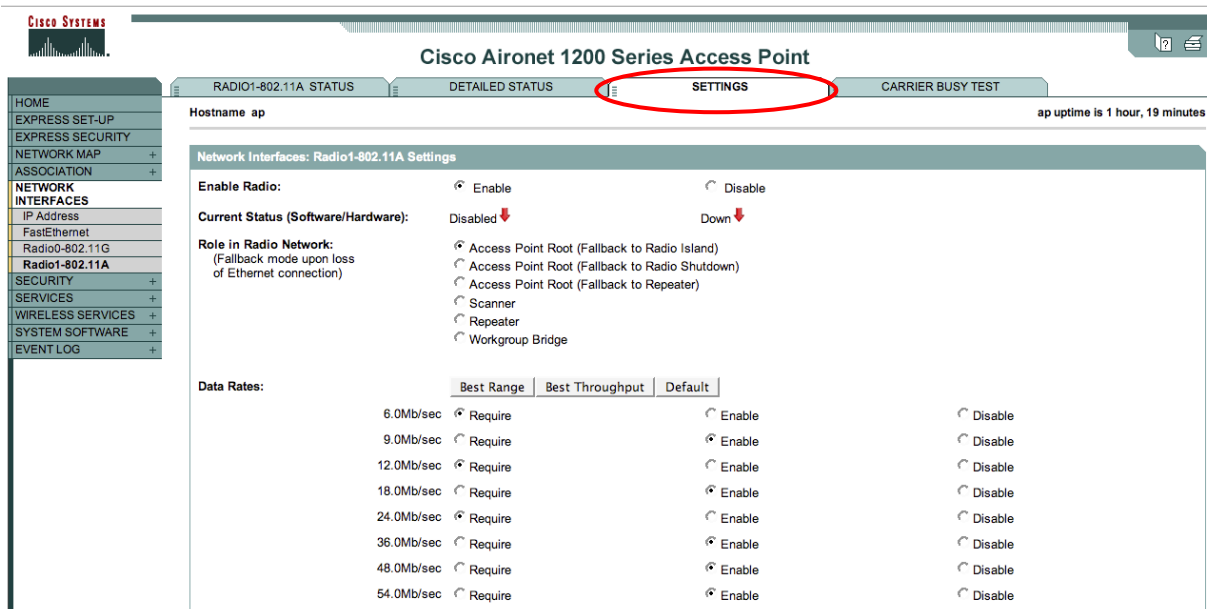 CISCO SYSTEMS
Cisco Aironet 1200 Series Access Point
RADIO1-802.11A STATUS DETAILED STATUS SETTINGS CARRIER BUSY TEST
HOME
EXPRESS SET-UP
EXPRESS SECURITY
NETWORK MAP +
ASSOCIATION +
NETWORK
INTERFACES
IP Address
FastEthernet
Radio0-802.11G
Radio1-802.11A
SECURITY +
SERVICES +
WIRELESS SERVICES +
SYSTEM SOFTWARE +
EVENT LOG +
Hostname ap ap uptime is 1 hour, 19 minutes
Network Interfaces: Radio1-802.11A Settings
Enable Radio: Enable Disable
Current Status (Software/Hardware): Disabled Down
Role in Radio Network:
(Fallback mode upon loss
of Ethernet connection)
Access Point Root (Fallback to Radio Island)
Access Point Root (Fallback to Radio Shutdown)
Access Point Root (Fallback to Repeater)
Scanner
Repeater
Workgroup Bridge
Data Rates: Best Range Best Throughput Default
6.0Mb/sec Require Enable Disable
9.0Mb/sec Require Enable Disable
12.0Mb/sec Require Enable Disable
18.0Mb/sec Require Enable Disable
24.0Mb/sec Require Enable Disable
36.0Mb/sec Require Enable Disable
48.0Mb/sec Require Enable Disable
54.0Mb/sec Require Enable Disable